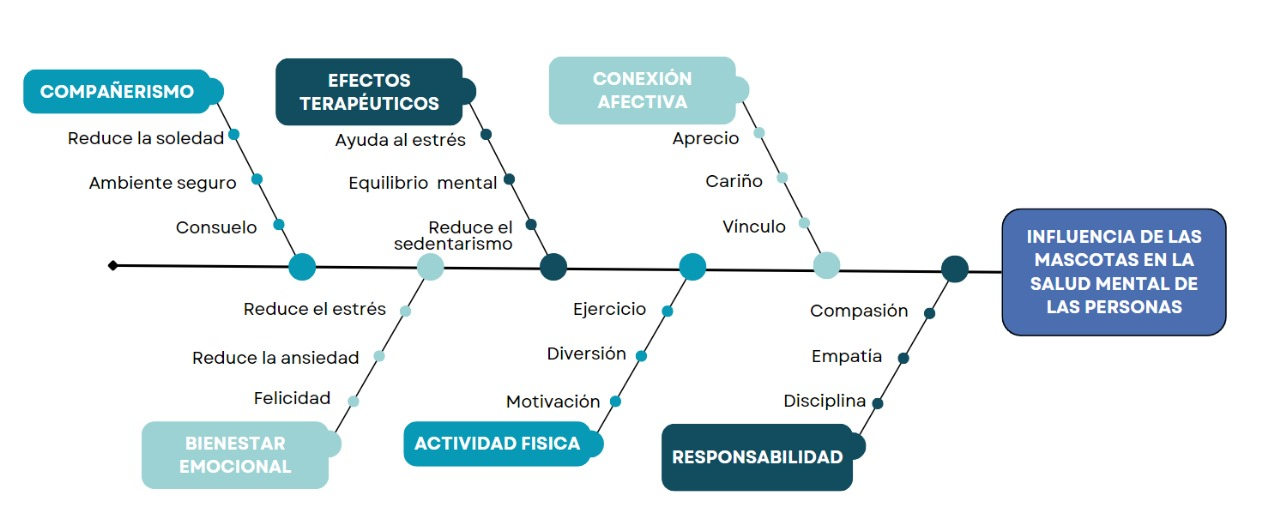 COMPAÑERISMO
Reduce la soledad
Ambiente seguro
Consuelo
EFECTOS
TERAPÉUTICOS
Ayuda al estrés
Equilibrio mental
Reduce el
sedentarismo
CONEXIÓN
AFECTIVA
Aprecio
Cariño
Vínculo
INFLUENCIA DE LAS
MASCOTAS EN LA
SALUD MENTAL DE
LAS PERSONAS
Reduce el estrés
Reduce la ansiedad
Felicidad
BIENESTAR
EMOCIONAL
Ejercicio
Diversión
Motivación
ACTIVIDAD FISICA
Compasión
Empatía
Disciplina
RESPONSABILIDAD